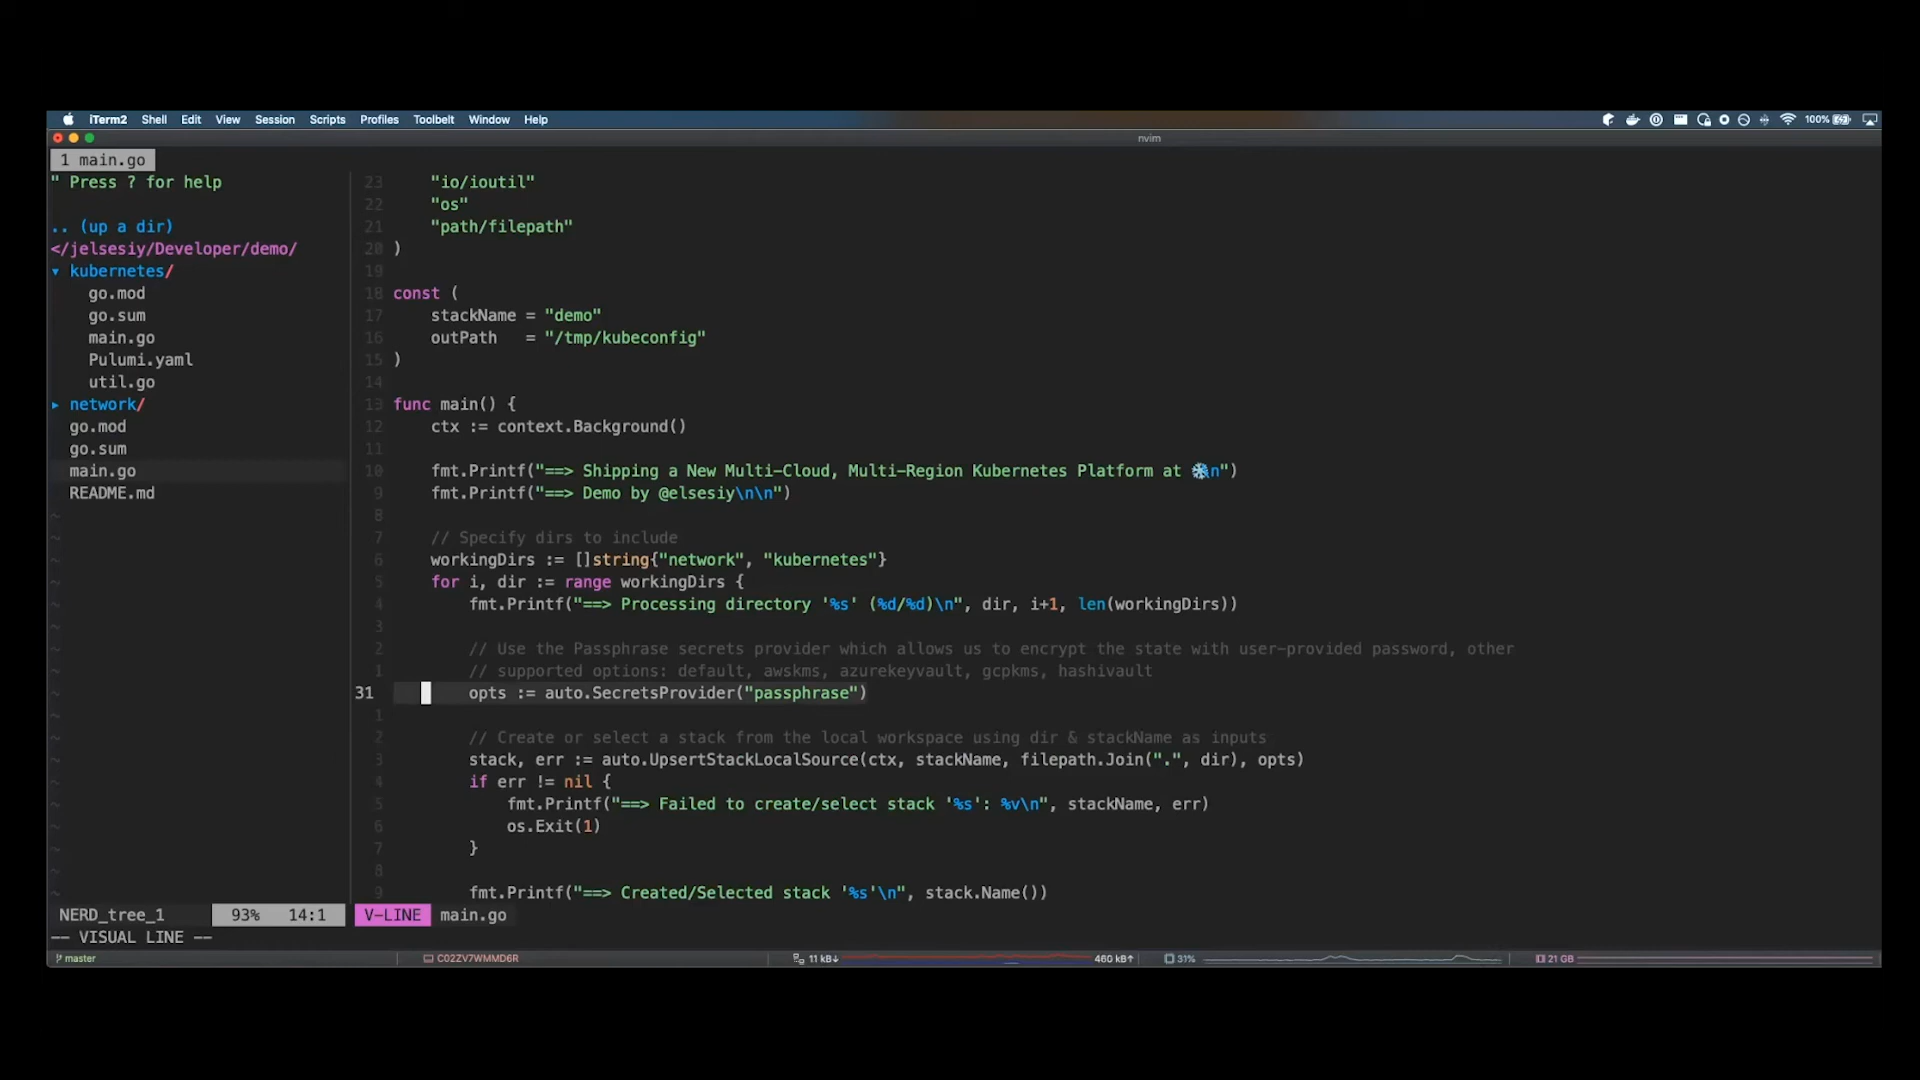 iTerm2 Shell Edit View Session Scripts Profiles Toolbelt Window Help 100%
nvim
1 main.go
" Press ? for help
.. (up a dir)
</jelsesiy/Developer/demo/
▾ kubernetes/
go.mod
go.sum
main.go
Pulumi.yaml
util.go
▸ network/
go.mod
go.sum
main.go
README.md
23 "io/ioutil"
22 "os"
21 "path/filepath"
20 )
19
18 const (
17 stackName = "demo"
16 outPath = "/tmp/kubeconfig"
15 )
14
13 func main() {
12 ctx := context.Background()
11
10 fmt.Printf("==> Shipping a New Multi-Cloud, Multi-Region Kubernetes Platform at ❄\n")
9 fmt.Printf("==> Demo by @elsesiy\n\n")
8
7 // Specify dirs to include
6 workingDirs := []string{"network", "kubernetes"}
5 for i, dir := range workingDirs {
4 fmt.Printf("==> Processing directory '%s' (%d/%d)\n", dir, i+1, len(workingDirs))
3
2 // Use the Passphrase secrets provider which allows us to encrypt the state with user-provided password, other
1 // supported options: default, awskms, azurekeyvault, gcpkms, hashivault
31 opts := auto.SecretsProvider("passphrase")
1
2 // Create or select a stack from the local workspace using dir & stackName as inputs
3 stack, err := auto.UpsertStackLocalSource(ctx, stackName, filepath.Join(".", dir), opts)
4 if err != nil {
5 fmt.Printf("==> Failed to create/select stack '%s': %v\n", stackName, err)
6 os.Exit(1)
7 }
8
9 fmt.Printf("==> Created/Selected stack '%s'\n", stack.Name())
NERD_tree_1 93% 14:1 V-LINE main.go
-- VISUAL LINE --
master C02ZV7WMMD6R 11 kB↓ 460 kB↑ 31% 21 GB